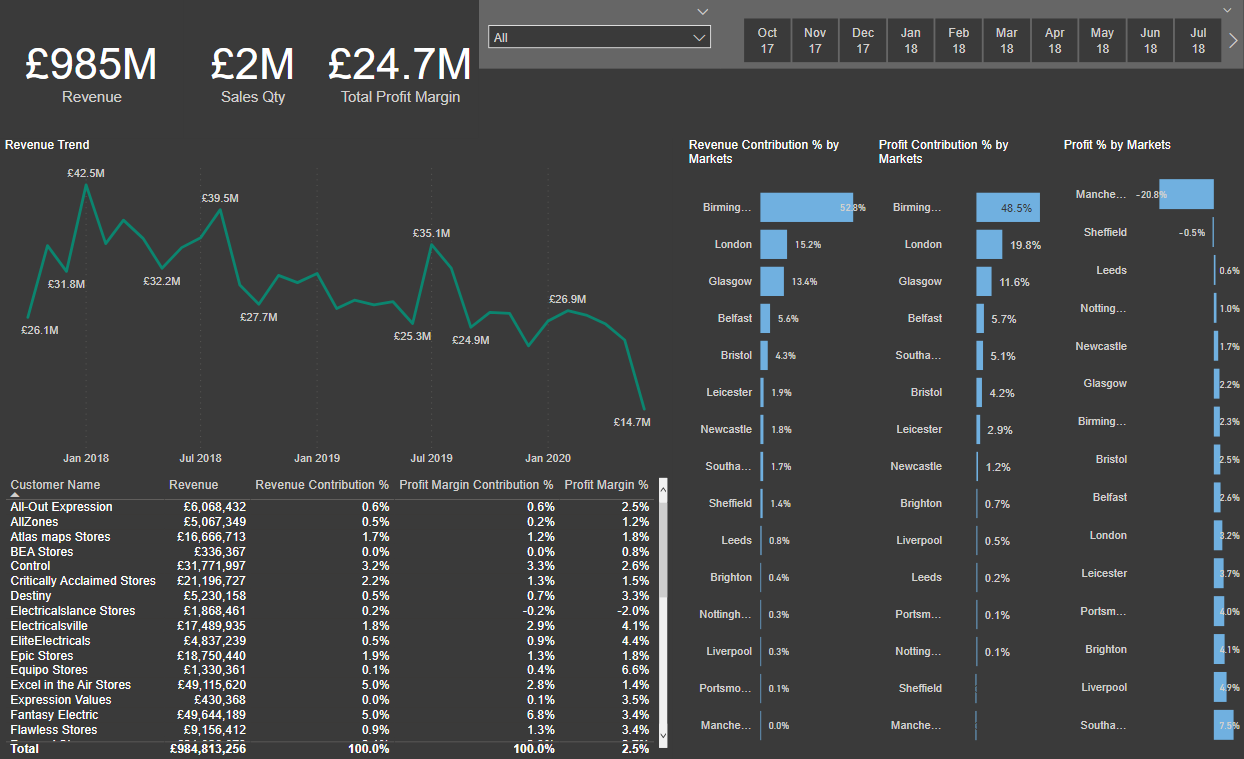 All
Oct 17 Nov 17 Dec 17 Jan 18 Feb 18 Mar 18 Apr 18 May 18 Jun 18 Jul 18
£985M
Revenue
£2M
Sales Qty
£24.7M
Total Profit Margin
Revenue Trend
£42.5M
£39.5M
£35.1M
£31.8M
£32.2M
£26.9M
£27.7M
£26.1M
£25.3M
£24.9M
£14.7M
Jan 2018 Jul 2018 Jan 2019 Jul 2019 Jan 2020
Customer Name Revenue Revenue Contribution % Profit Margin Contribution % Profit Margin %
All-Out Expression £6,068,432 0.6% 0.6% 2.5%
AllZones £5,067,349 0.5% 0.2% 1.2%
Atlas maps Stores £16,666,713 1.7% 1.2% 1.8%
BEA Stores £336,367 0.0% 0.0% 0.8%
Control £31,771,997 3.2% 3.3% 2.6%
Critically Acclaimed Stores £21,196,727 2.2% 1.3% 1.5%
Destiny £5,230,158 0.5% 0.7% 3.3%
Electricalslance Stores £1,868,461 0.2% -0.2% -2.0%
Electricalsville £17,489,935 1.8% 2.9% 4.1%
EliteElectricals £4,837,239 0.5% 0.9% 4.4%
Epic Stores £18,750,440 1.9% 1.3% 1.8%
Equipo Stores £1,330,361 0.1% 0.4% 6.6%
Excel in the Air Stores £49,115,620 5.0% 2.8% 1.4%
Expression Values £430,368 0.0% 0.1% 3.5%
Fantasy Electric £49,644,189 5.0% 6.8% 3.4%
Flawless Stores £9,156,412 0.9% 1.3% 3.4%
Total £984,813,256 100.0% 100.0% 2.5%
Revenue Contribution % by
Markets
Birming... 52.8%
London 15.2%
Glasgow 13.4%
Belfast 5.6%
Bristol 4.3%
Leicester 1.9%
Newcastle 1.8%
Southa... 1.7%
Sheffield 1.4%
Leeds 0.8%
Brighton 0.4%
Nottingh... 0.3%
Liverpool 0.3%
Portsmo... 0.1%
Manche... 0.0%
Profit Contribution % by
Markets
Birming... 48.5%
London 19.8%
Glasgow 11.6%
Belfast 5.7%
Southa... 5.1%
Bristol 4.2%
Leicester 2.9%
Newcastle 1.2%
Brighton 0.7%
Liverpool 0.5%
Leeds 0.2%
Portsm... 0.1%
Notting... 0.1%
Sheffield
Manche...
Profit % by Markets
Manche... -20.8%
Sheffield -0.5%
Leeds 0.6%
Notting... 1.0%
Newcastle 1.7%
Glasgow 2.2%
Birming... 2.3%
Bristol 2.5%
Belfast 2.6%
London 3.2%
Leicester 3.7%
Portsm... 4.0%
Brighton 4.1%
Liverpool 4.9%
Southa... 7.5%